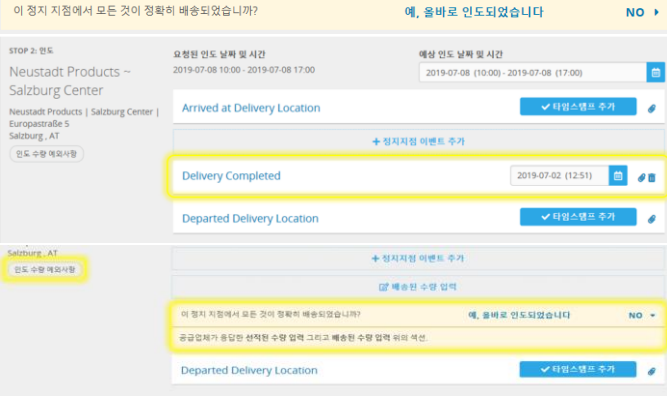 이 정지 지점에서 모든 것이 정확히 배송되었습니까? 예, 올바로 인도되었습니다 NO
STOP 2: 인도
Neustadt Products ~
Salzburg Center
Neustadt Products | Salzburg Center |
Europastraße 5
Salzburg , AT
인도 수량 예외사항
요청된 인도 날짜 및 시간 예상 인도 날짜 및 시간
2019-07-08 10:00 - 2019-07-08 17:00 2019-07-08 (10:00) - 2019-07-08 (17:00)
Arrived at Delivery Location 타임스탬프 추가
정지지점 이벤트 추가
Delivery Completed 2019-07-02 (12:51)
Departed Delivery Location 타임스탬프 추가
Salzburg , AT
인도 수량 예외사항
정지지점 이벤트 추가
배송된 수량 입력
이 정지 지점에서 모든 것이 정확히 배송되었습니까? 예, 올바로 인도되었습니다 NO
공급업체가 응답한 선적된 수량 입력 그리고 배송된 수량 입력 위의 섹션.
Departed Delivery Location 타임스탬프 추가